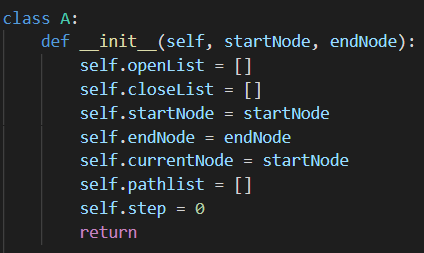 class A:
    def __init__(self, startNode, endNode):
        self.openList = []
        self.closeList = []
        self.startNode = startNode
        self.endNode = endNode
        self.currentNode = startNode
        self.pathlist = []
        self.step = 0
        return